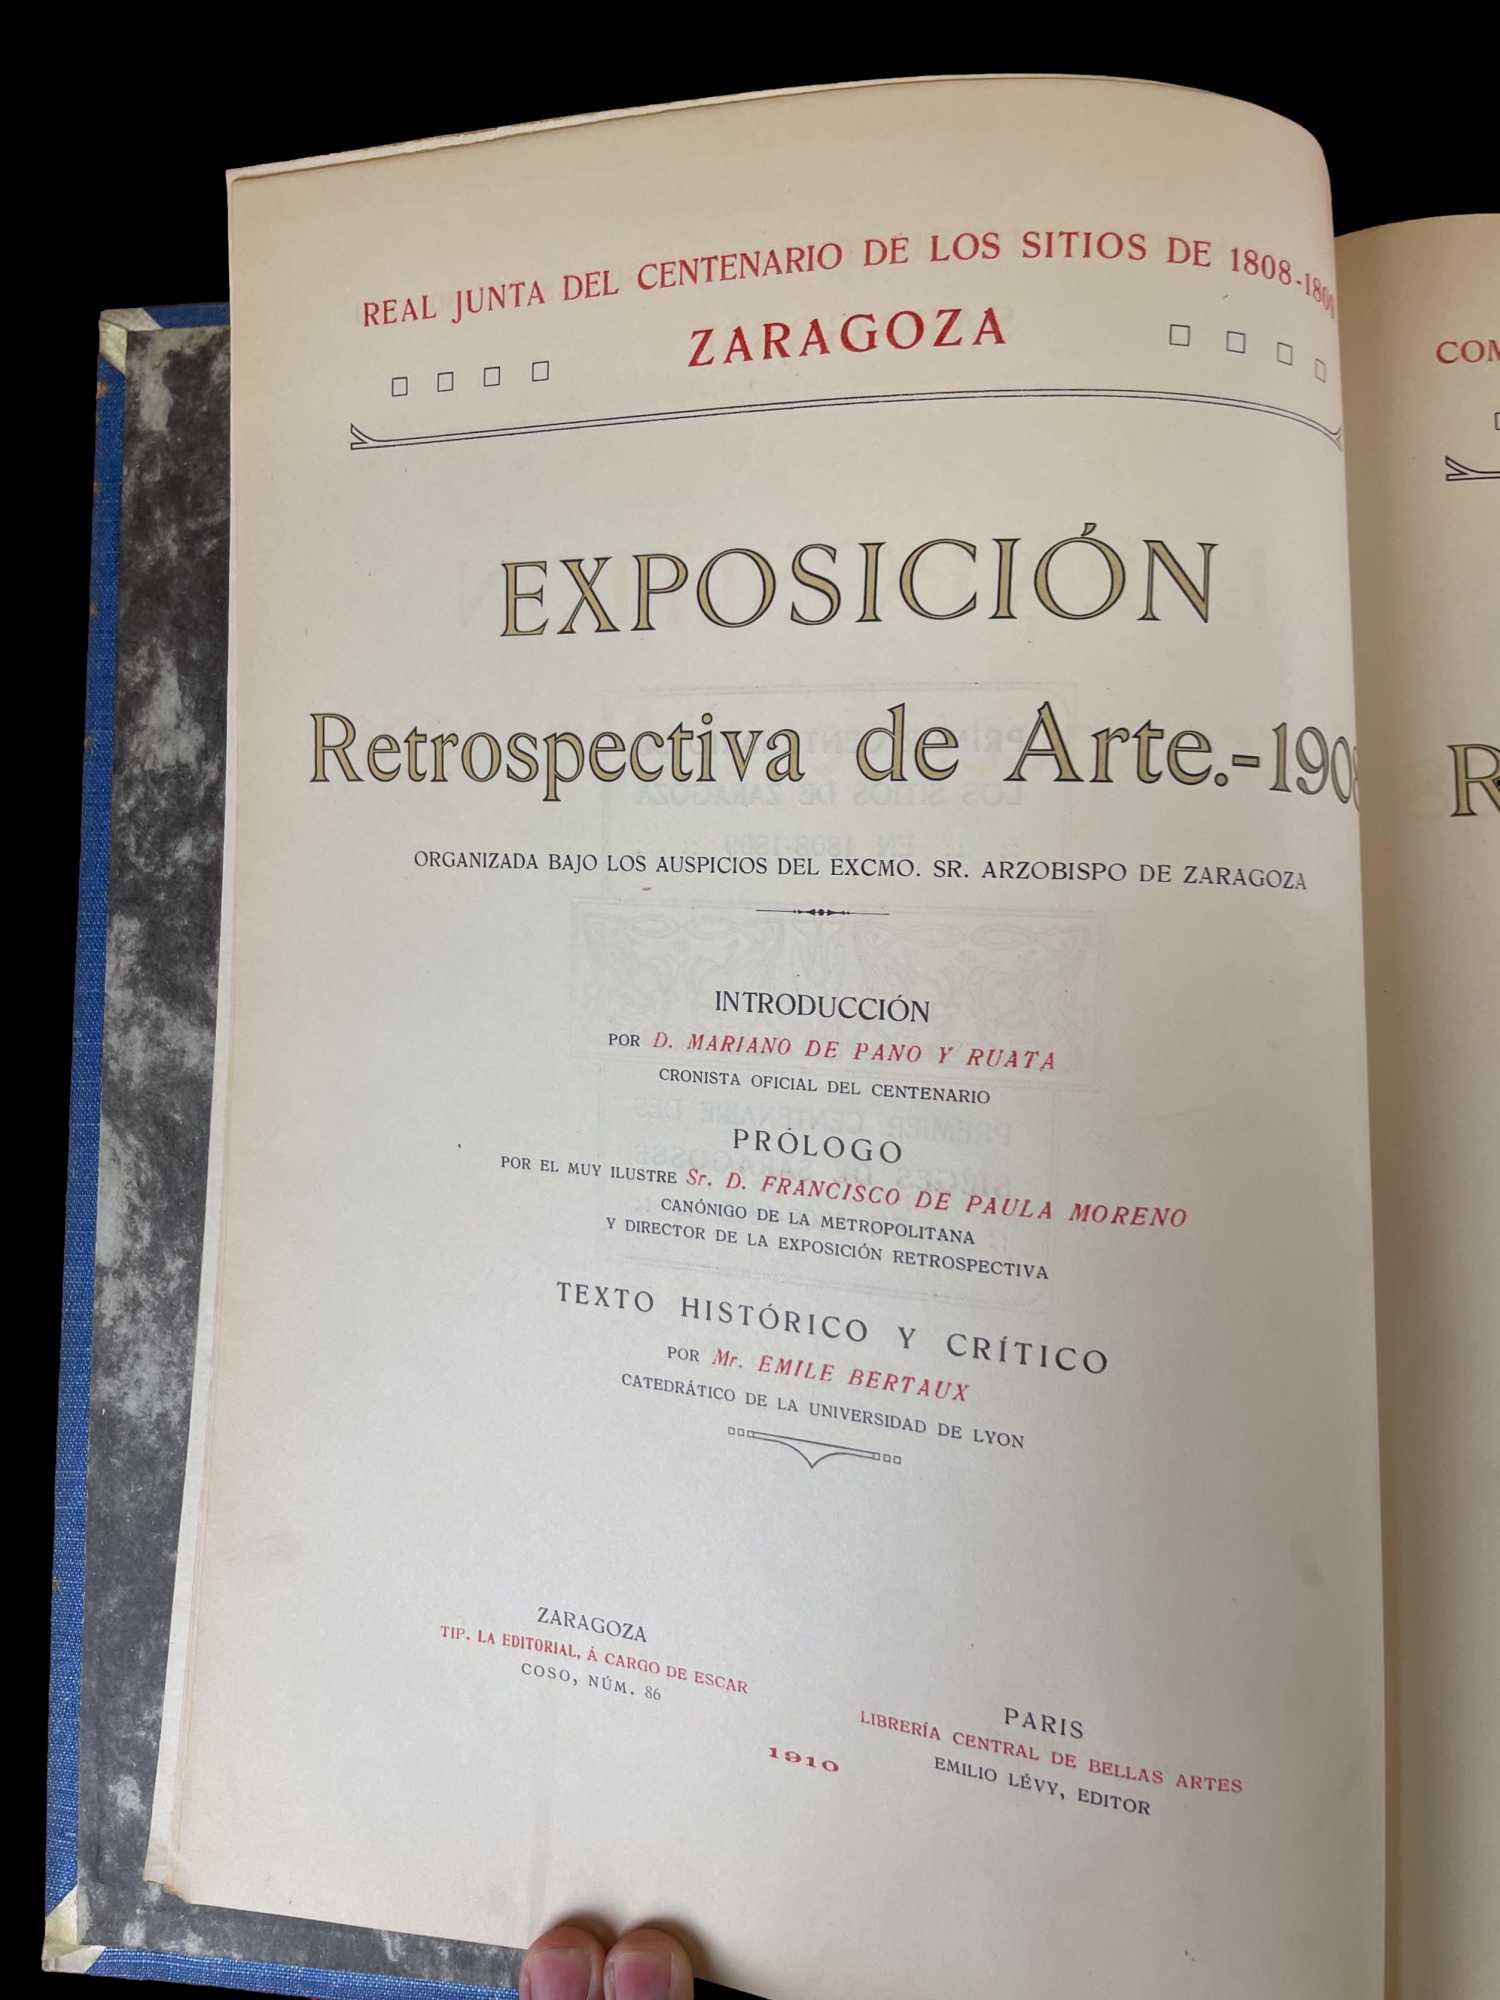 REAL JUNTA DEL CENTENARIO DE LOS SITIOS DE 1808-1809
ZARAGOZA
EXPOSICIÓN
Retrospectiva de Arte.-1908
ORGANIZADA BAJO LOS AUSPICIOS DEL EXCMO. SR. ARZOBISPO DE ZARAGOZA
INTRODUCCIÓN
POR D. MARIANO DE PANO Y RUATA
CRONISTA OFICIAL DEL CENTENARIO
PRÓLOGO
POR EL MUY ILUSTRE Sr. D. FRANCISCO DE PAULA MORENO
CANÓNIGO DE LA METROPOLITANA
Y DIRECTOR DE LA EXPOSICIÓN RETROSPECTIVA
TEXTO HISTÓRICO Y CRÍTICO
POR Mr. EMILE BERTAUX
CATEDRÁTICO DE LA UNIVERSIDAD DE LYON
ZARAGOZA
TIP. LA EDITORIAL, Á CARGO DE ESCAR
COSO, NÚM. 86
PARIS
LIBRERÍA CENTRAL DE BELLAS ARTES
EMILIO LÉVY, EDITOR
1910
COM
R